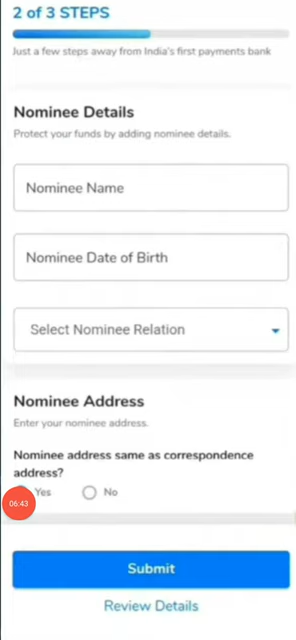 2 of 3 STEPS
Just a few steps away from India's first payments bank
Nominee Details
Protect your funds by adding nominee details.
Nominee Name
Nominee Date of Birth
Select Nominee Relation
Nominee Address
Enter your nominee address.
Nominee address same as correspondence
address?
06:43 Yes No
Submit
Review Details